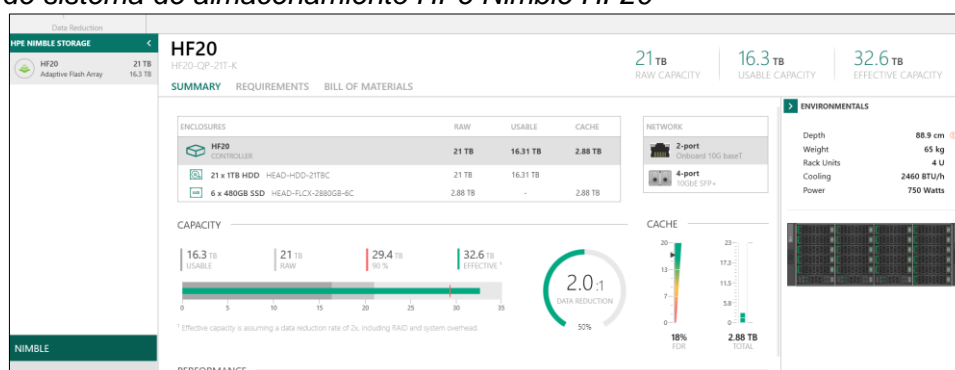 de sistema de almacenamiento HPe Nimble HF20
Data Reduction
HPE NIMBLE STORAGE <
HF20 21 TB
Adaptive Flash Array 16.3 TB
NIMBLE
HF20
HF20-QP-21T-K
21 TB
RAW CAPACITY
16.3 TB
USABLE CAPACITY
32.6 TB
EFFECTIVE CAPACITY
SUMMARY REQUIREMENTS BILL OF MATERIALS
ENCLOSURES RAW USABLE CACHE
HF20
CONTROLLER 21 TB 16.31 TB 2.88 TB
21 x 1TB HDD HEAD-HDD-21TBC 21 TB 16.31 TB
6 x 480GB SSD HEAD-FLCX-2880GB-6C 2.88 TB - 2.88 TB
NETWORK
2-port
Onboard 10G baseT
4-port
10GbE SFP+
> ENVIRONMENTALS
Depth 88.9 cm
Weight 65 kg
Rack Units 4 U
Cooling 2460 BTU/h
Power 750 Watts
CAPACITY
16.3 TB
USABLE
21 TB
RAW
29.4 TB
90 %
32.6 TB
EFFECTIVE ¹
0 5 10 15 20 25 30 35
¹ Effective capacity is assuming a data reduction rate of 2x, including RAID and system overhead
2.0 :1
DATA REDUCTION
50%
CACHE
20
13
7
0
18%
FDR
23
17.3
11.5
5.8
0
2.88 TB
TOTAL
PERFORMANCE